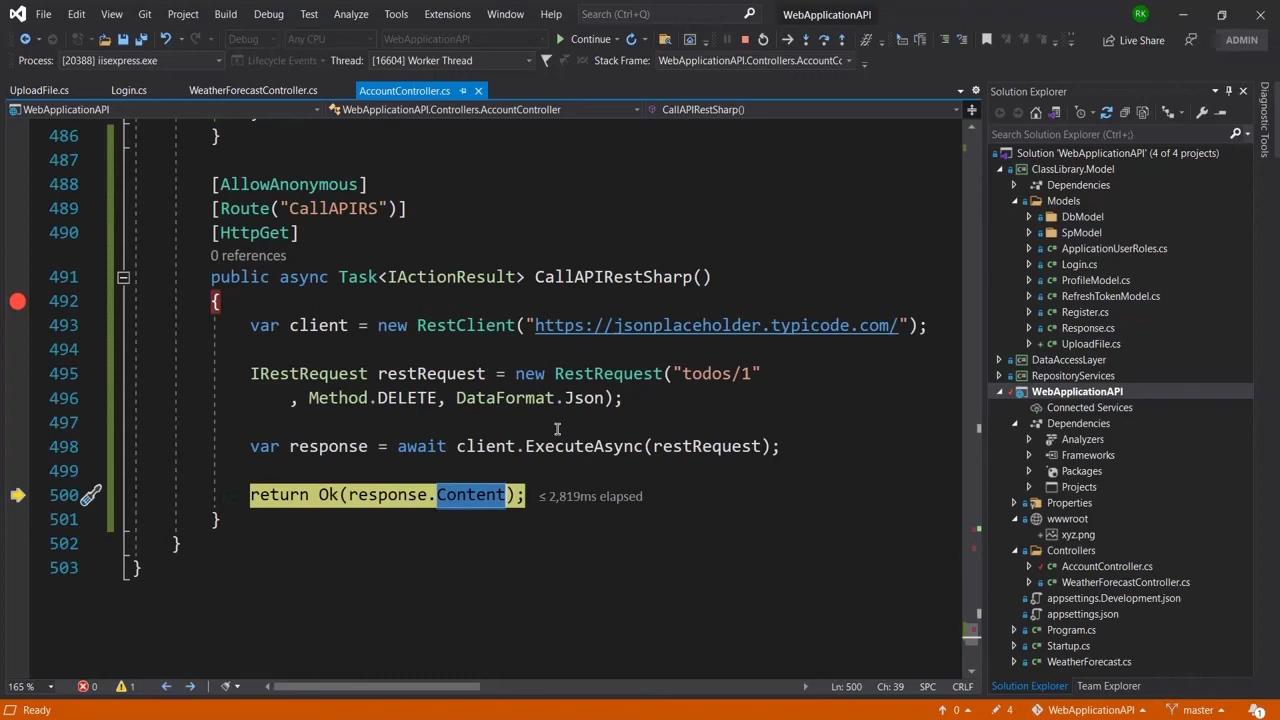 File Edit View Git Project Build Debug Test Analyze Tools Extensions Window Help Search (Ctrl+Q) WebApplicationAPI RK
Debug Any CPU WebApplicationAPI Continue Live Share ADMIN
Process: [20388] iisexpress.exe Lifecycle Events Thread: [16604] Worker Thread Stack Frame: WebApplicationAPI.Controllers.AccountCo
UploadFile.cs Login.cs WeatherForecastController.cs AccountController.cs
WebApplicationAPI WebApplicationAPI.Controllers.AccountController CallAPIRestSharp()
486 }
487
488 [AllowAnonymous]
489 [Route("CallAPIRS")]
490 [HttpGet]
0 references
491 public async Task<IActionResult> CallAPIRestSharp()
492 {
493 var client = new RestClient("https://jsonplaceholder.typicode.com/");
494
495 IRestRequest restRequest = new RestRequest("todos/1"
496 , Method.DELETE, DataFormat.Json);
497
498 var response = await client.ExecuteAsync(restRequest);
499
500 return Ok(response.Content); ≤ 2,819ms elapsed
501 }
502 }
503 }
165 % 0 1 Ln: 500 Ch: 39 SPC CRLF
Solution Explorer
Search Solution Explorer (Ctrl+;)
Solution 'WebApplicationAPI' (4 of 4 projects)
ClassLibrary.Model
Dependencies
Models
DbModel
SpModel
ApplicationUserRoles.cs
Login.cs
ProfileModel.cs
RefreshTokenModel.cs
Register.cs
Response.cs
UploadFile.cs
DataAccessLayer
RepositoryServices
WebApplicationAPI
Connected Services
Dependencies
Analyzers
Frameworks
Packages
Projects
Properties
wwwroot
xyz.png
Controllers
AccountController.cs
WeatherForecastController.cs
appsettings.Development.json
appsettings.json
Program.cs
Startup.cs
WeatherForecast.cs
Solution Explorer Team Explorer
Diagnostic Tools
Ready 0 4 WebApplicationAPI master 1